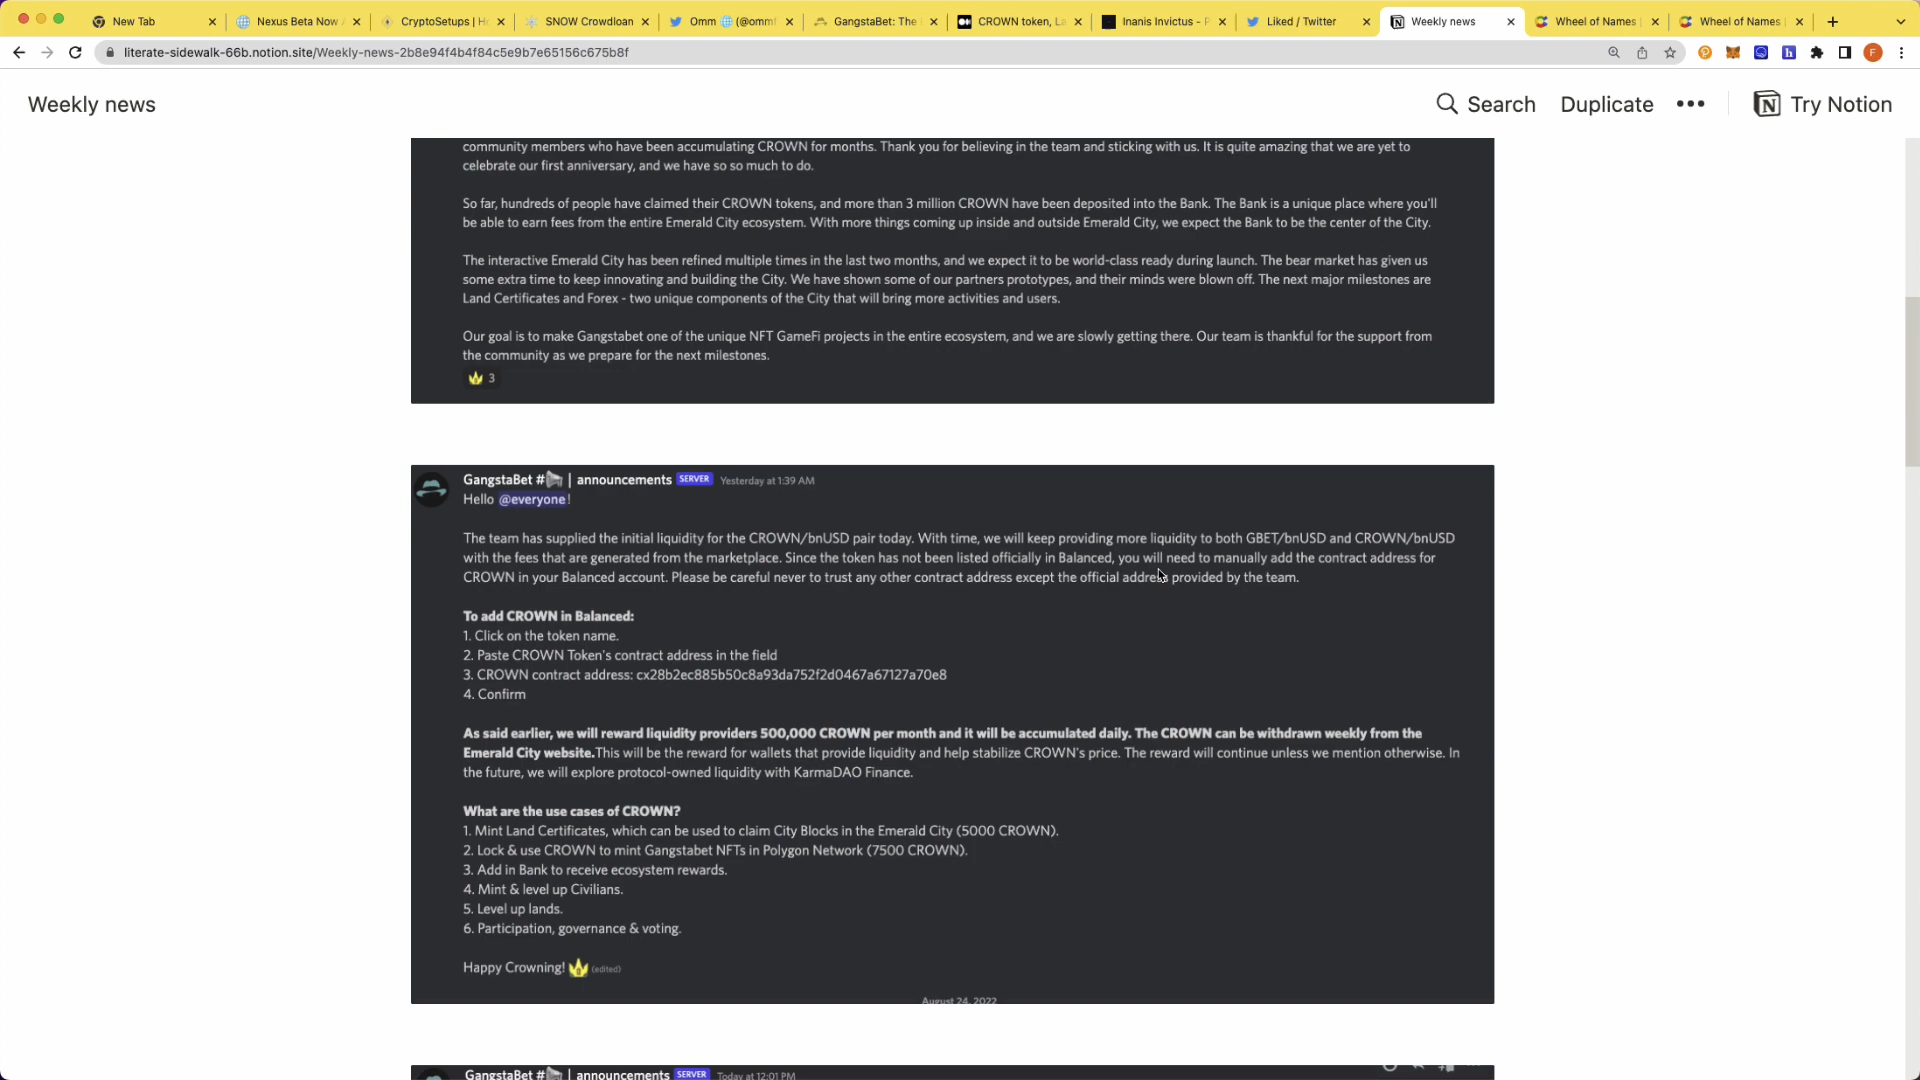 New Tab
Nexus Beta Now
CryptoSetups | H
SNOW Crowdloan
Omm 🌐 (@omm
GangstaBet: The
CROWN token, La
Inanis Invictus - P
Liked / Twitter
Weekly news
Wheel of Names
Wheel of Names
literate-sidewalk-66b.notion.site/Weekly-news-2b8e94f4b4f84c5e9b7e65156c675b8f
Weekly news
Search
Duplicate
Try Notion
community members who have been accumulating CROWN for months. Thank you for believing in the team and sticking with us. It is quite amazing that we are yet to
celebrate our first anniversary, and we have so so much to do.
So far, hundreds of people have claimed their CROWN tokens, and more than 3 million CROWN have been deposited into the Bank. The Bank is a unique place where you'll
be able to earn fees from the entire Emerald City ecosystem. With more things coming up inside and outside Emerald City, we expect the Bank to be the center of the City.
The interactive Emerald City has been refined multiple times in the last two months, and we expect it to be world-class ready during launch. The bear market has given us
some extra time to keep innovating and building the City. We have shown some of our partners prototypes, and their minds were blown off. The next major milestones are
Land Certificates and Forex - two unique components of the City that will bring more activities and users.
Our goal is to make Gangstabet one of the unique NFT GameFi projects in the entire ecosystem, and we are slowly getting there. Our team is thankful for the support from
the community as we prepare for the next milestones.
3
GangstaBet # | announcements SERVER Yesterday at 1:39 AM
Hello @everyone!
The team has supplied the initial liquidity for the CROWN/bnUSD pair today. With time, we will keep providing more liquidity to both GBET/bnUSD and CROWN/bnUSD
with the fees that are generated from the marketplace. Since the token has not been listed officially in Balanced, you will need to manually add the contract address for
CROWN in your Balanced account. Please be careful never to trust any other contract address except the official address provided by the team.
To add CROWN in Balanced:
1. Click on the token name.
2. Paste CROWN Token's contract address in the field
3. CROWN contract address: cx28b2ec885b50c8a93da752f2d0467a67127a70e8
4. Confirm
As said earlier, we will reward liquidity providers 500,000 CROWN per month and it will be accumulated daily. The CROWN can be withdrawn weekly from the
Emerald City website.This will be the reward for wallets that provide liquidity and help stabilize CROWN's price. The reward will continue unless we mention otherwise. In
the future, we will explore protocol-owned liquidity with KarmaDAO Finance.
What are the use cases of CROWN?
1. Mint Land Certificates, which can be used to claim City Blocks in the Emerald City (5000 CROWN).
2. Lock & use CROWN to mint Gangstabet NFTs in Polygon Network (7500 CROWN).
3. Add in Bank to receive ecosystem rewards.
4. Mint & level up Civilians.
5. Level up lands.
6. Participation, governance & voting.
Happy Crowning! (edited)
August 24, 2022
GangstaBet # | announcements SERVER Today at 12:01 PM